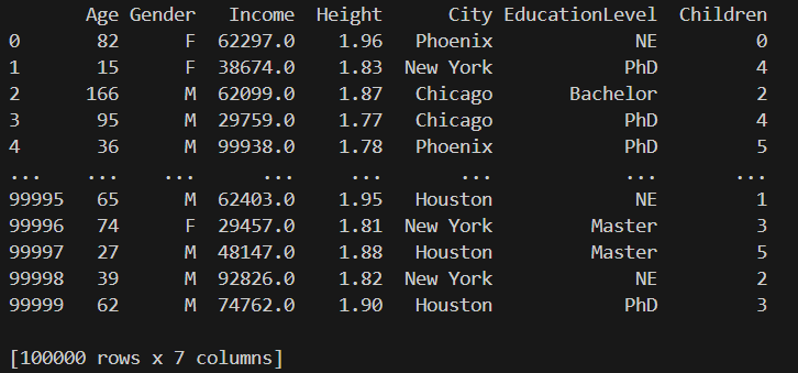 Age Gender Income Height City EducationLevel Children
0 82 F 62297.0 1.96 Phoenix NE 0
1 15 F 38674.0 1.83 New York PhD 4
2 166 M 62099.0 1.87 Chicago Bachelor 2
3 95 M 29759.0 1.77 Chicago PhD 4
4 36 M 99938.0 1.78 Phoenix PhD 5
... ... ... ... ... ... ... ...
99995 65 M 62403.0 1.95 Houston NE 1
99996 74 F 29457.0 1.81 New York Master 3
99997 27 M 48147.0 1.88 Houston Master 5
99998 39 M 92826.0 1.82 New York NE 2
99999 62 M 74762.0 1.90 Houston PhD 3
[100000 rows x 7 columns]